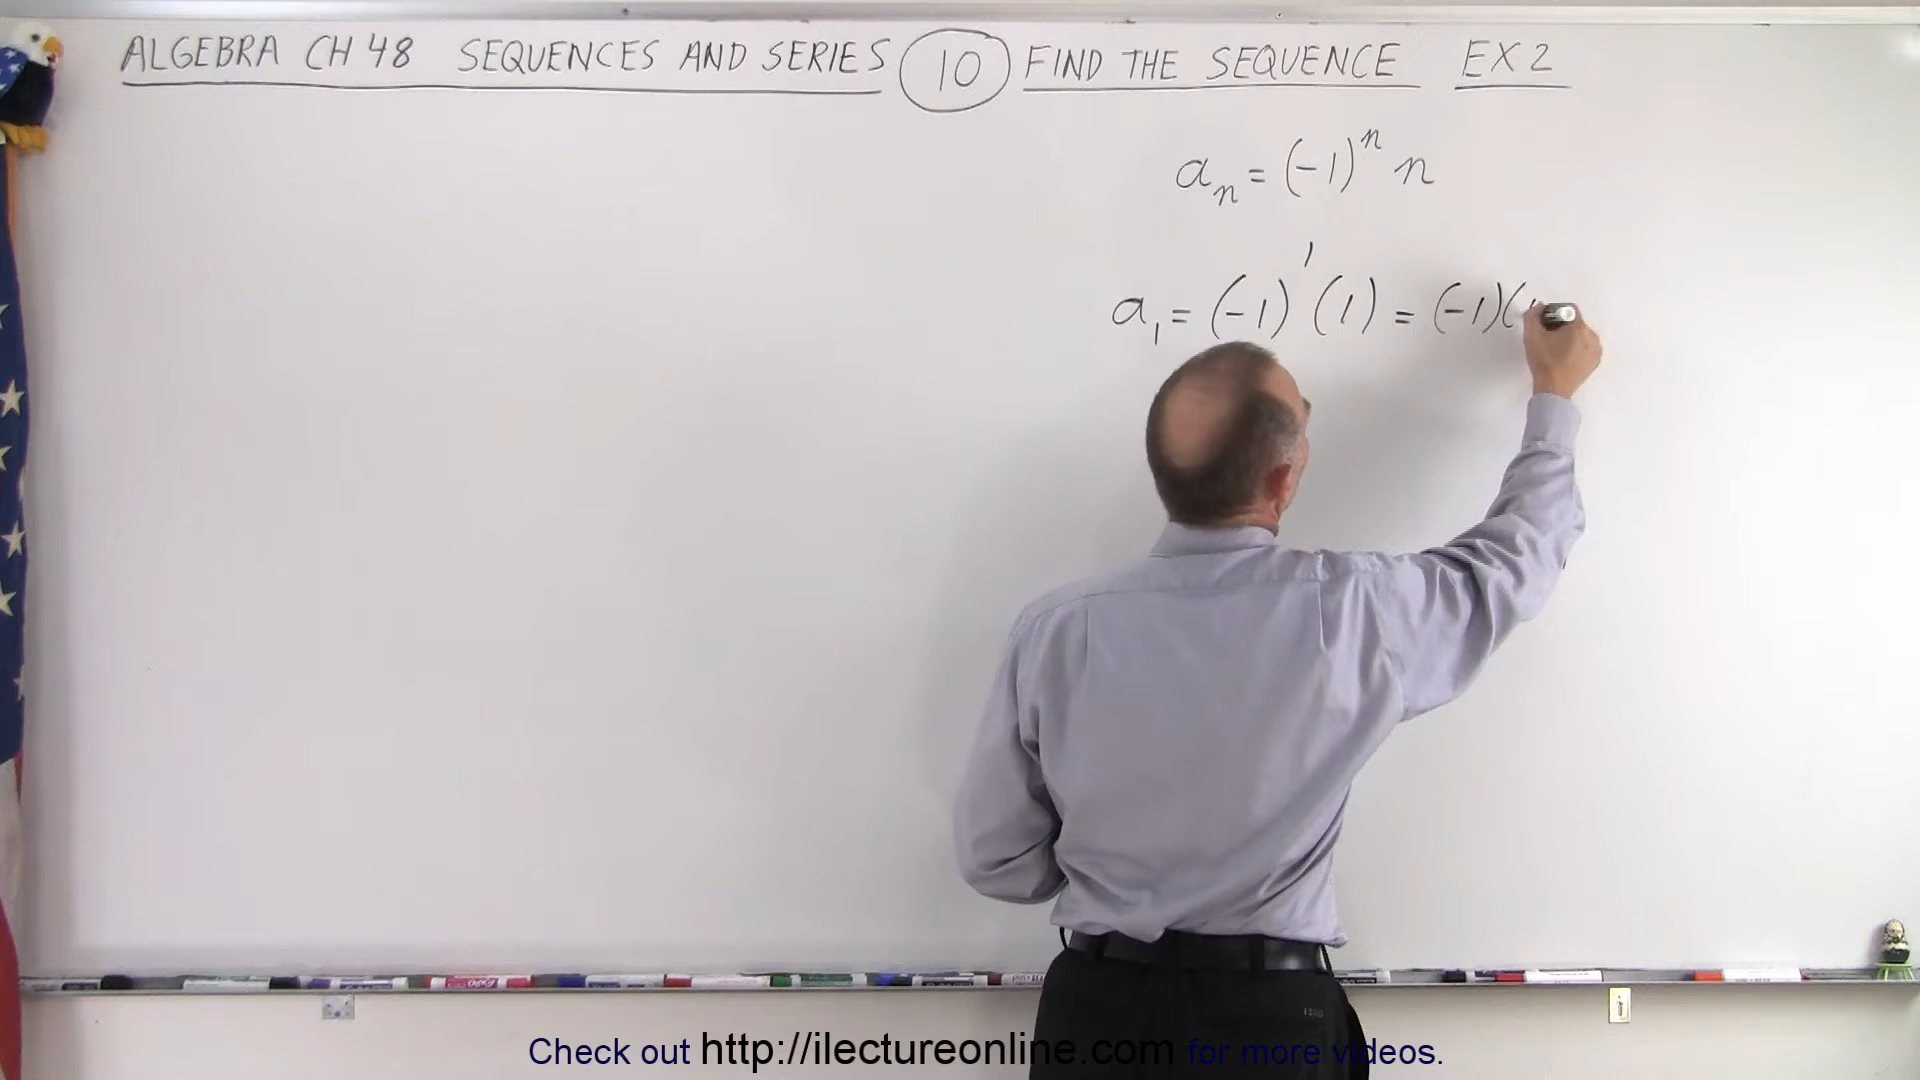 ALGEBRA CH 48 SEQUENCES AND SERIES 10 FIND THE SEQUENCE EX 2
aₙ = (-1)ⁿ n
a₁ = (-1)¹ (1) = (-1)(1
Check out http://ilectureonline.com for more videos.